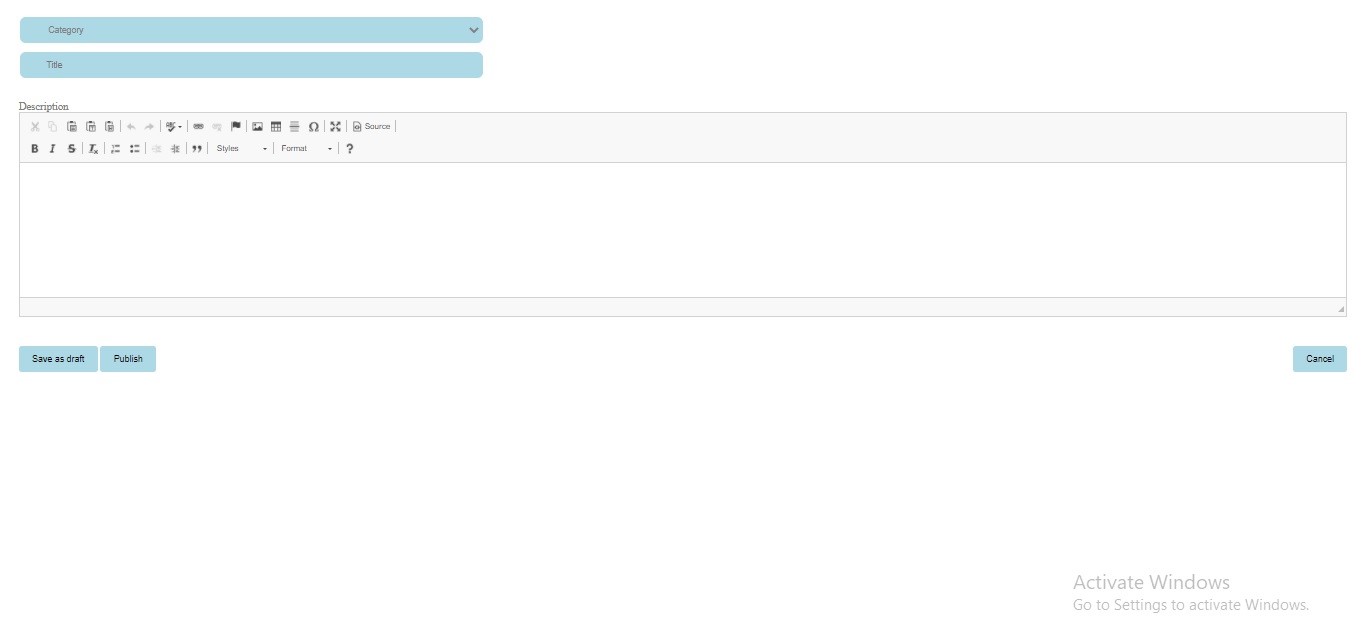 Category
Title
Description
Source
B I S Styles Format ?
Save as draft Publish Cancel
Activate Windows
Go to Settings to activate Windows.